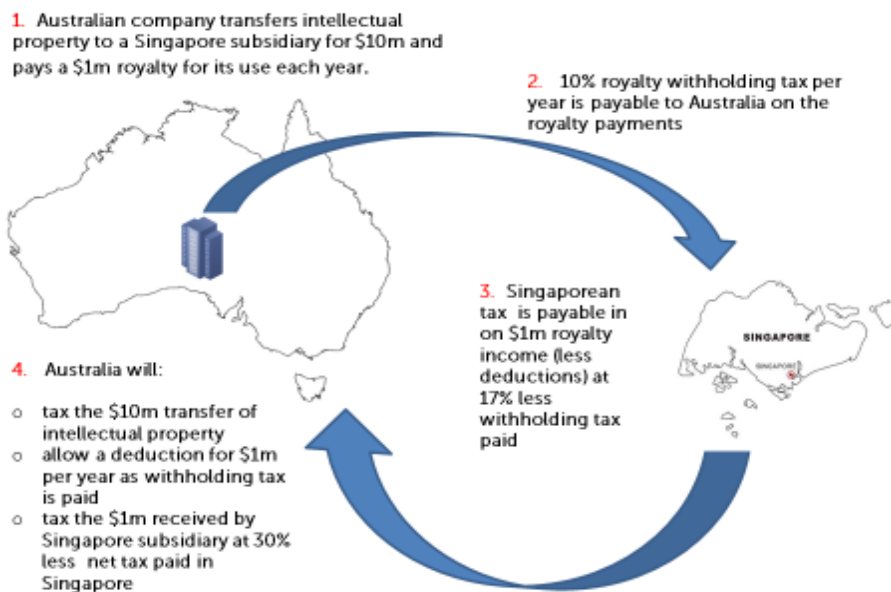 1. Australian company transfers intellectual
property to a Singapore subsidiary for $10m and
pays a $1m royalty for its use each year.
2. 10% royalty withholding tax per
year is payable to Australia on the
royalty payments
3. Singaporean
tax is payable in
on $1m royalty
income (less
deductions) at
17% less
withholding tax
paid
SINGAPORE
SINGAPORE
4. Australia will:
o tax the $10m transfer of
intellectual property
o allow a deduction for $1m
per year as withholding tax
is paid
o tax the $1m received by
Singapore subsidiary at 30%
less net tax paid in
Singapore